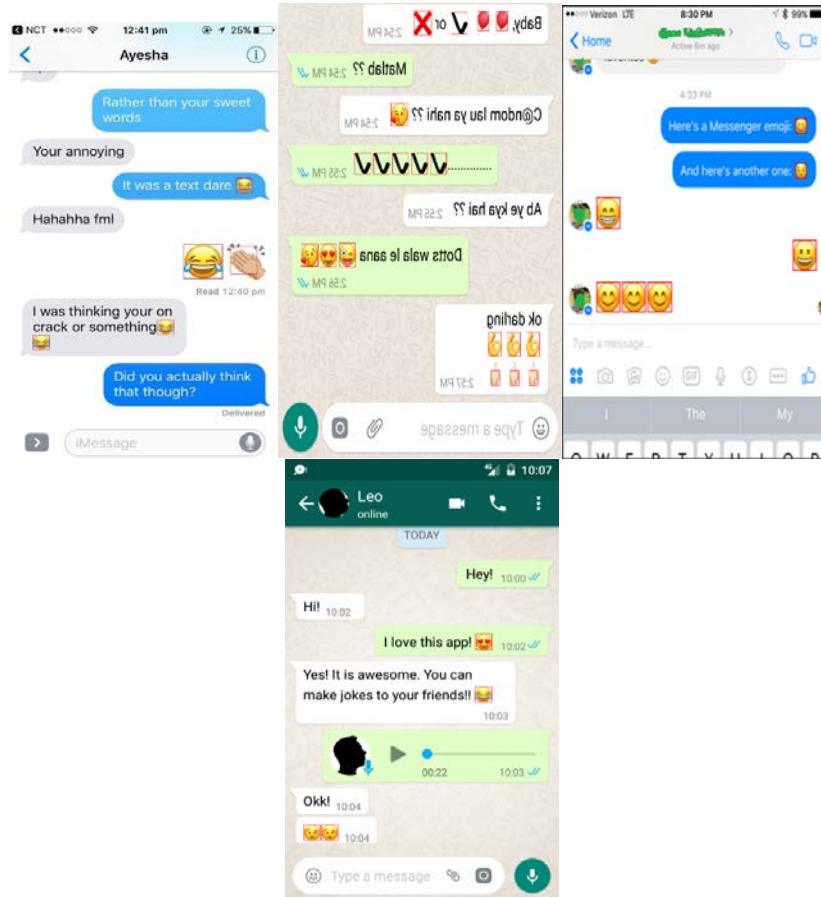 NCT 12:41 pm 25%
Ayesha
Rather than your sweet
words
Your annoying
It was a text dare 😂
Hahahha fml
😂👏
Read 12:40 pm
I was thinking your on
crack or something😂
😂
Did you actually think
that though?
Delivered
iMessage
Baby, 🎈🎈 ✔ or ❌ 2:54 PM
Matlab ?? 2:54 PM
C@ndom lau ya nahi ?? 😘 2:54 PM
..............✔✔✔✔✔ 2:55 PM
Ab ye kya hai ?? 2:55 PM
Dotts wala le aana 😜😍😘
2:56 PM
ok darling
👌👌👌
2:57 PM
Type a message
Verizon LTE 8:30 PM 99%
Home
Active 6m ago
4:33 PM
Here's a Messenger emoji: 😀
And here's another one:
😁
😀
😊😊😊
Type a message...
GIF
I The My
Q W E R T Y U I O P
10:07
Leo
online
TODAY
Hey! 10:00
Hi! 10:02
I love this app! 😍 10:02
Yes! It is awesome. You can
make jokes to your friends!! 😂
10:03
00:22 10:03
Okk! 10:04
😉😉 10:04
Type a message